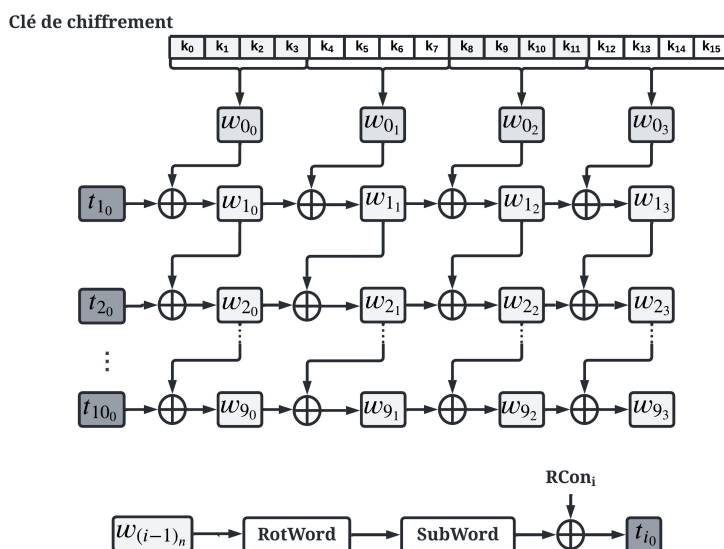 Clé de chiffrement
k0 k1 k2 k3 k4 k5 k6 k7 k8 k9 k10 k11 k12 k13 k14 k15
w00 w01 w02 w03
t10 w10 w11 w12 w13
t20 w20 w21 w22 w23
⋮
t100 w90 w91 w92 w93
RConi
w(i−1)n RotWord SubWord ti0